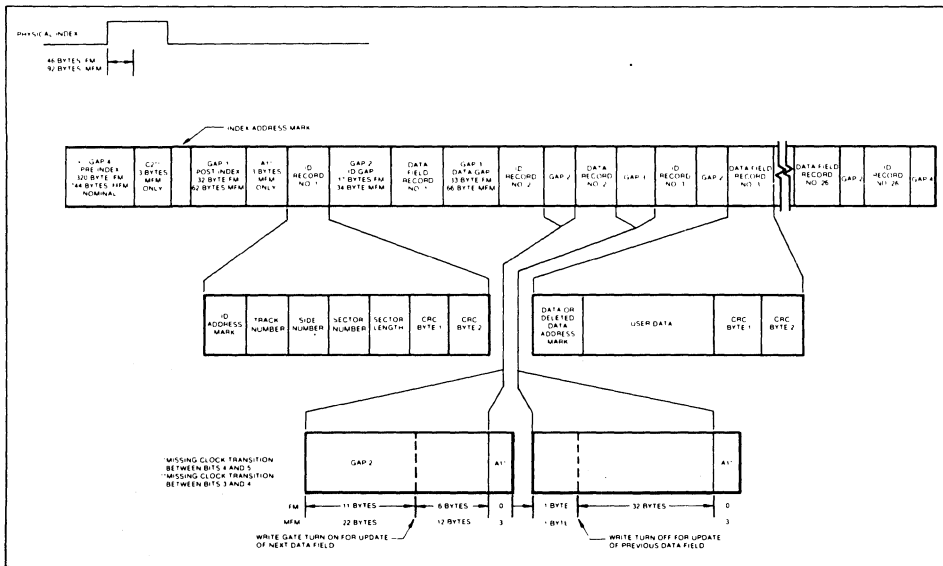 PHYSICAL INDEX
46 BYTES FM
92 BYTES MFM
INDEX ADDRESS MARK
GAP 4
PRE INDEX
320 BYTE FM
NOMINAL
C2**
3 BYTES
MFM
ONLY
GAP 1
POST INDEX
32 BYTE FM
62 BYTES MFM
A1*
3 BYTES
MFM
ONLY
ID
RECORD
NO. 1
GAP 2
ID GAP
BYTES FM
34 BYTE MFM
DATA
FIELD
RECORD
NO. 1
GAP 3
DATA GAP
33 BYTE FM
66 BYTE MFM
ID
RECORD
NO. 2
GAP 2
DATA
RECORD
NO. 2
GAP 3
ID
RECORD
NO.
GAP 2
DATA FIELD
RECORD
NO. 3
DATA FIELD
RECORD
NO. 26
GAP
ID
RECORD
NO. 26
GAP 4
ID
ADDRESS
MARK
TRACK
NUMBER
SIDE
NUMBER
SECTOR
NUMBER
SECTOR
LENGTH
CRC
BYTE 1
CRC
BYTE 2
DATA OR
DELETED
DATA
ADDRESS
MARK
USER DATA
CRC
BYTE 1
CRC
BYTE 2
*MISSING CLOCK TRANSITION
BETWEEN BITS 4 AND 5
**MISSING CLOCK TRANSITION
BETWEEN BITS 3 AND 4
GAP 2
A1*
A1*
FM 11 BYTES 6 BYTES 0 1 BYTE 32 BYTES 0
MFM 22 BYTES 12 BYTES 3 1 BYTE 3
WRITE GATE TURN ON FOR UPDATE
OF NEXT DATA FIELD
WRITE TURN OFF FOR UPDATE
OF PREVIOUS DATA FIELD